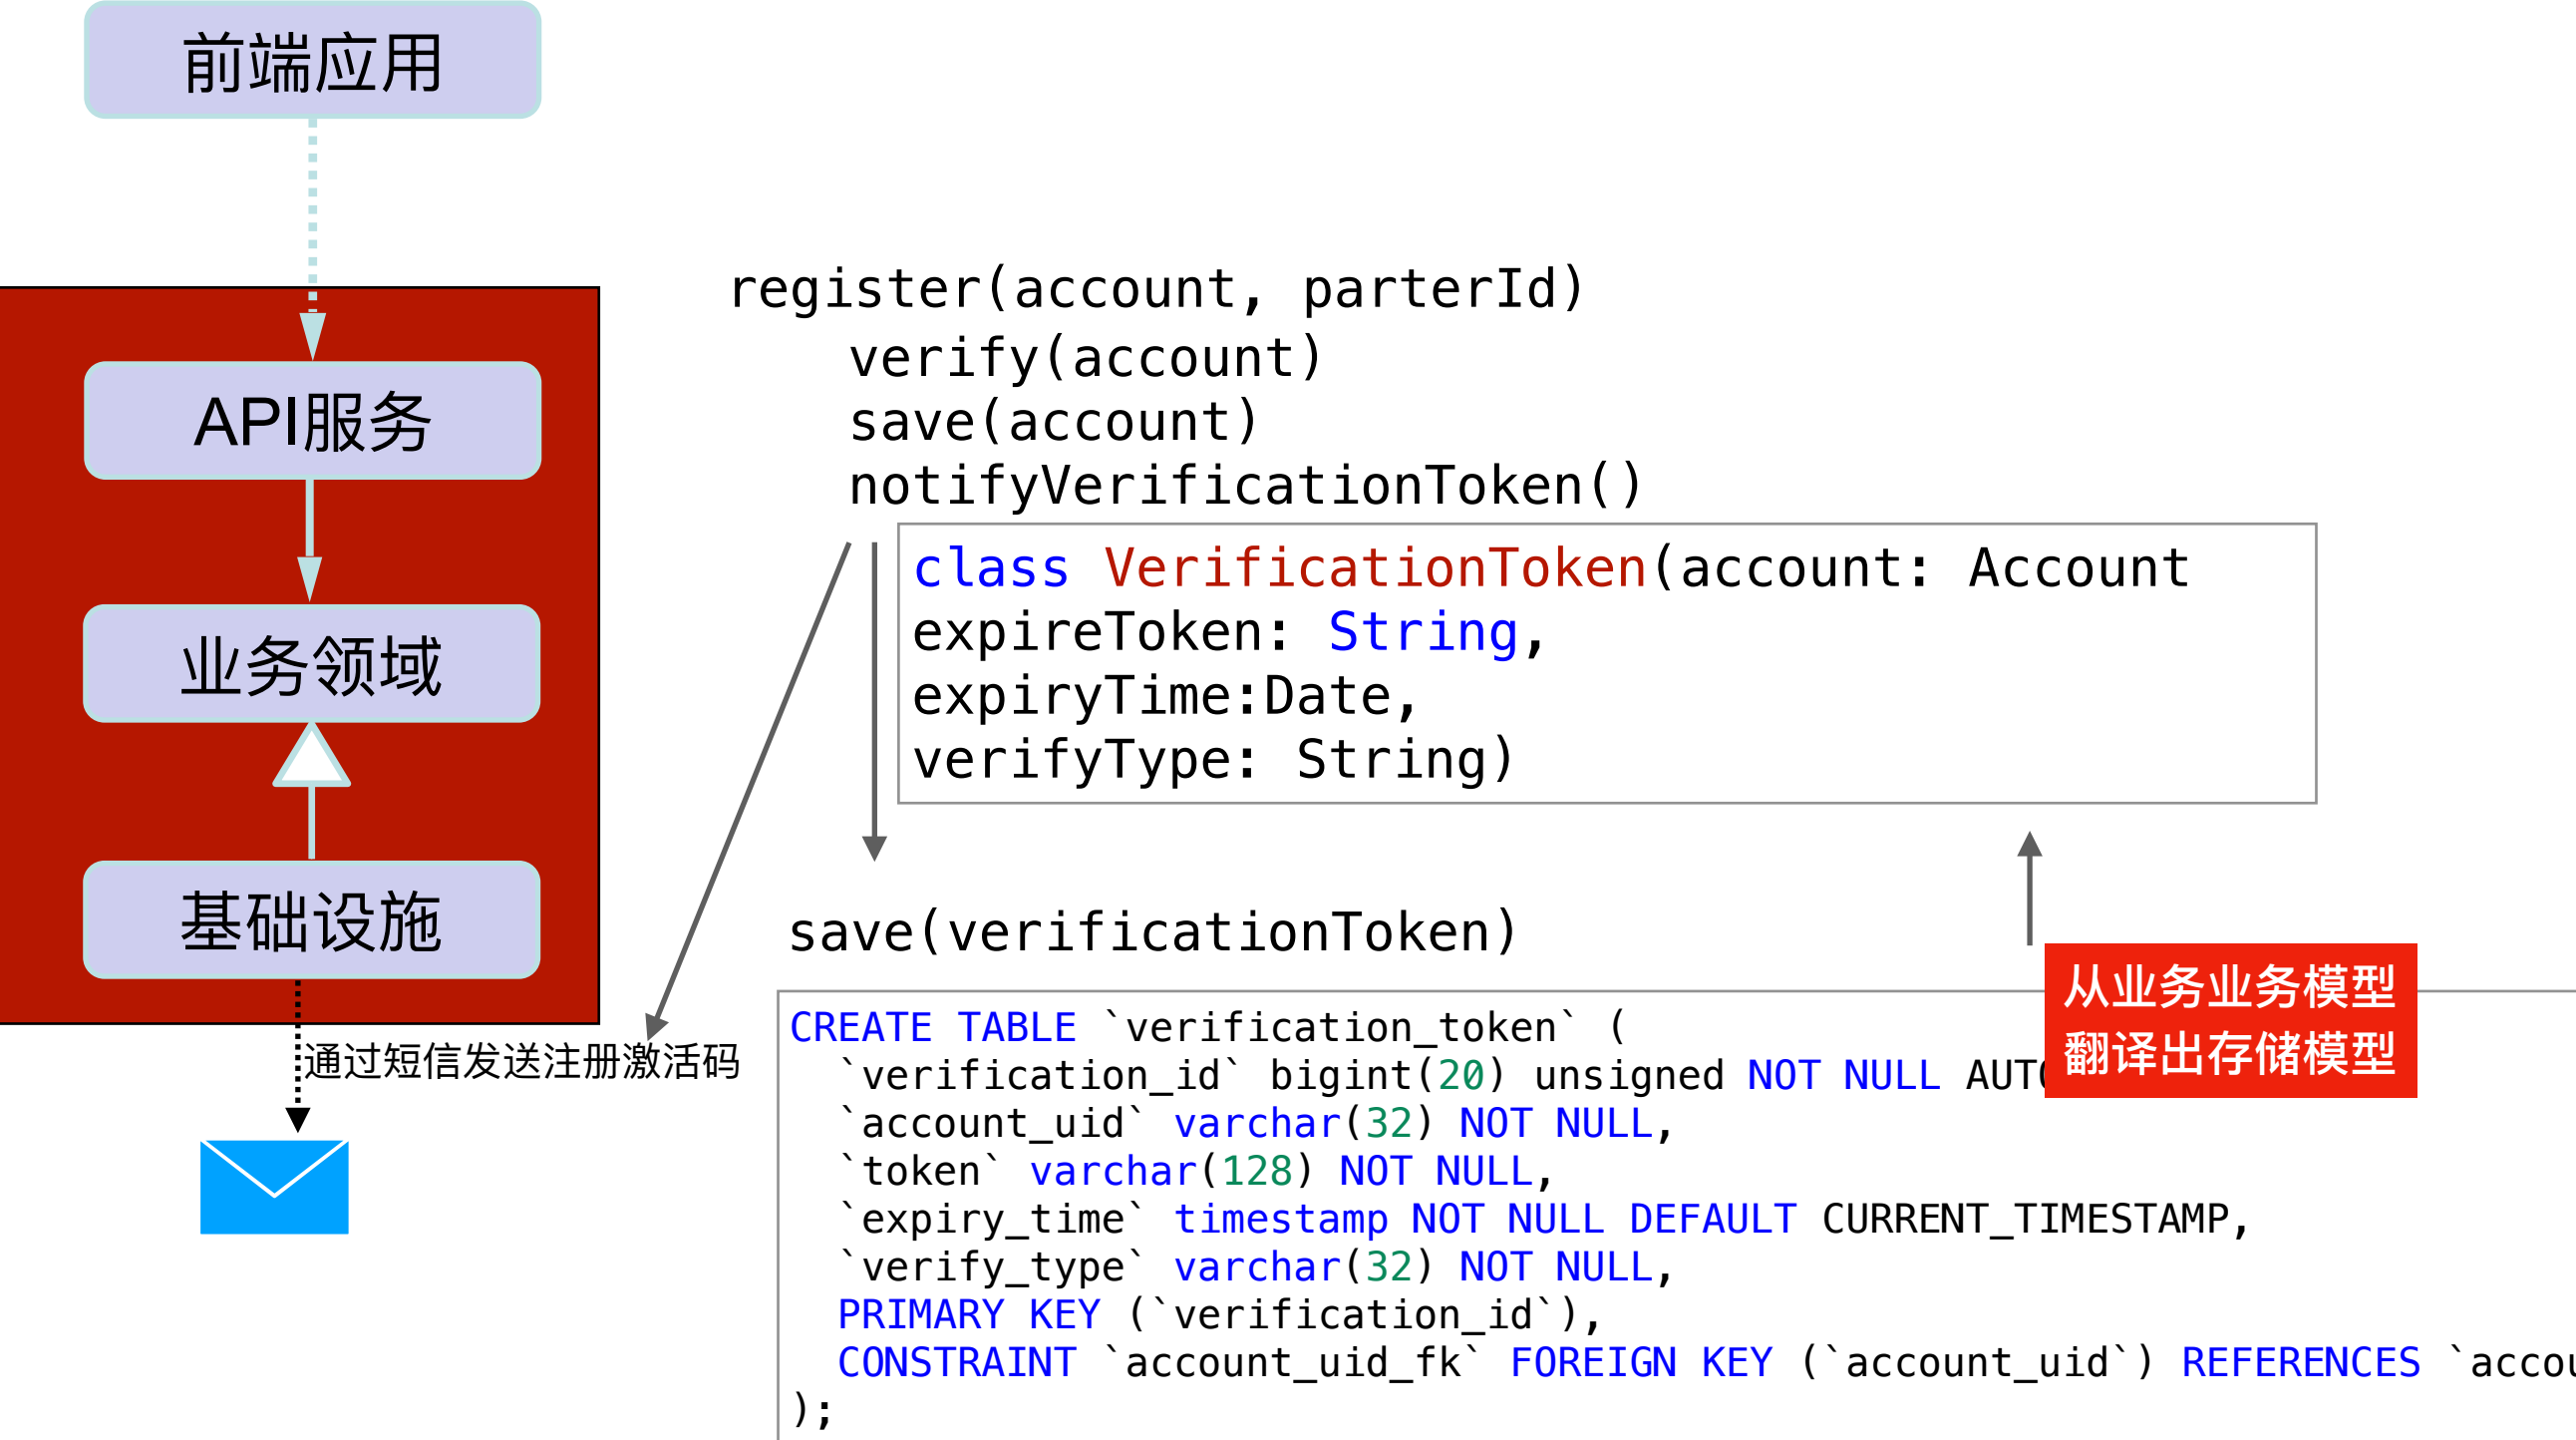 前端应用
API服务
业务领域
基础设施
通过短信发送注册激活码
register(account, parterId)
verify(account)
save(account)
notifyVerificationToken()
class VerificationToken(account: Account
expireToken: String,
expiryTime:Date,
verifyType: String)
save(verificationToken)
从业务业务模型
翻译出存储模型
CREATE TABLE `verification_token` (
`verification_id` bigint(20) unsigned NOT NULL
`account_uid` varchar(32) NOT NULL,
`token` varchar(128) NOT NULL,
`expiry_time` timestamp NOT NULL DEFAULT CURRENT_TIMESTAMP,
`verify_type` varchar(32) NOT NULL,
PRIMARY KEY (`verification_id`),
CONSTRAINT `account_uid_fk` FOREIGN KEY (`account_uid`) REFERENCES
);